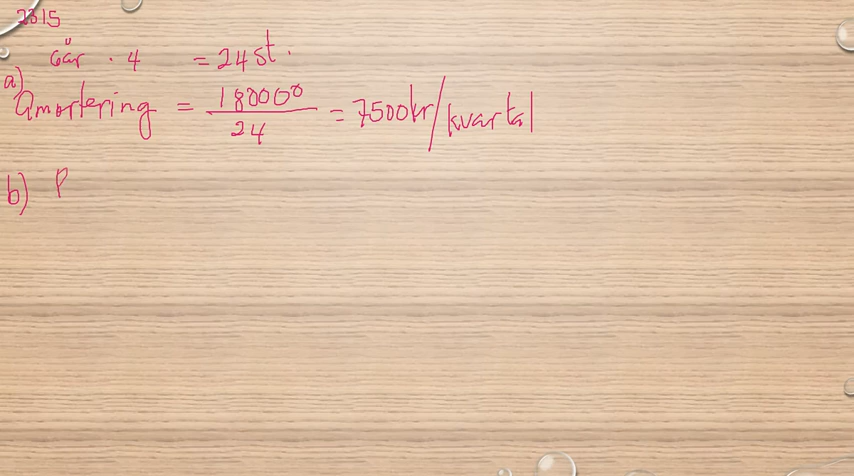 2315
6år · 4 = 24st.
a)
Amortering = 180000 / 24 = 7500kr/kvartal
b) P